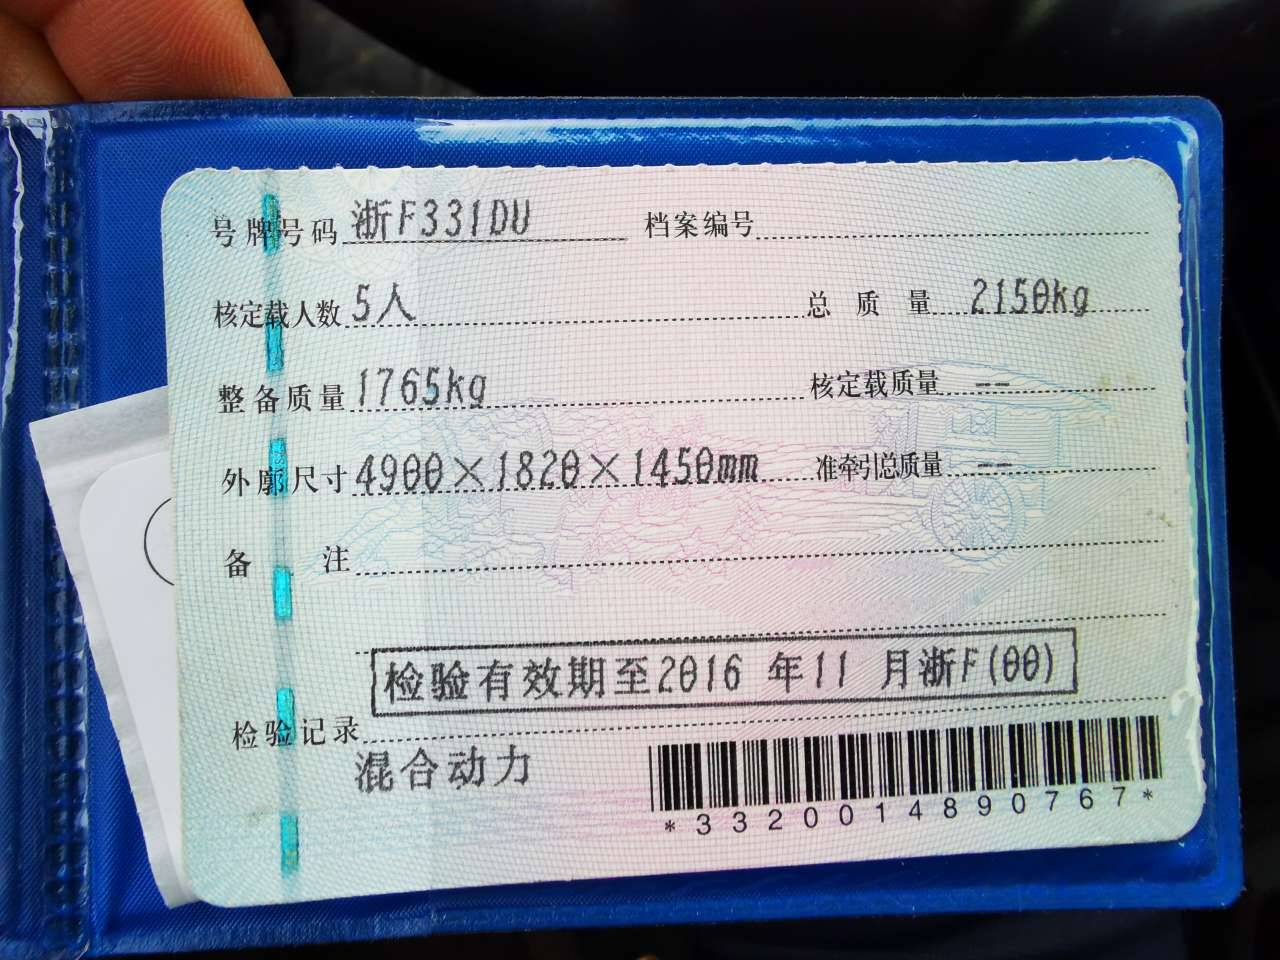 号牌号码 浙F331DU 档案编号
核定载人数 5人 总质量 2150kg
整备质量 1765kg 核定载质量 --
外廓尺寸 4900×1820×1450mm 准牵引总质量 --
备注
检验有效期至2016 年11 月浙F(00)
检验记录
混合动力
*3320014890767*